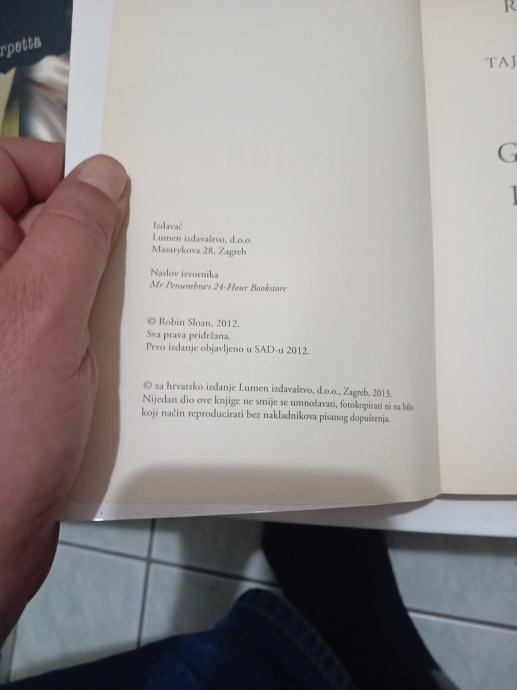 rpetta
Izdavač
Lumen izdavaštvo, d.o.o.
Masarykova 28, Zagreb
Naslov izvornika
Mr Penumbra's 24-Hour Bookstore
© Robin Sloan, 2012.
Sva prava pridržana.
Prvo izdanje objavljeno u SAD-u 2012.
© za hrvatsko izdanje Lumen izdavaštvo, d.o.o., Zagreb, 2013.
Nijedan dio ove knjige ne smije se umnožavati, fotokopirati ni na bilo
koji način reproducirati bez nakladnikova pisanog dopuštenja.
R
TAJ
G